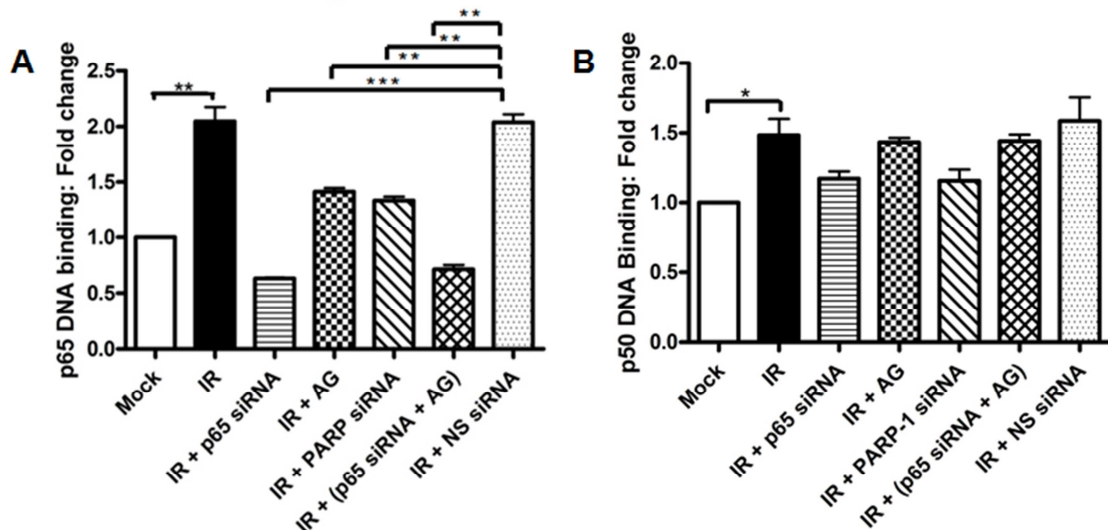 A
p65 DNA binding: Fold change
2.5
2.0
1.5
1.0
0.5
0.0
**
***
**
**
**
Mock
IR
IR + p65 siRNA
IR + AG
IR + PARP siRNA
IR + (p65 siRNA + AG)
IR + NS siRNA
B
p50 DNA Binding: Fold change
2.0
1.5
1.0
0.5
0.0
*
Mock
IR
IR + p65 siRNA
IR + AG
IR + PARP-1 siRNA
IR + (p65 siRNA + AG)
IR + NS siRNA